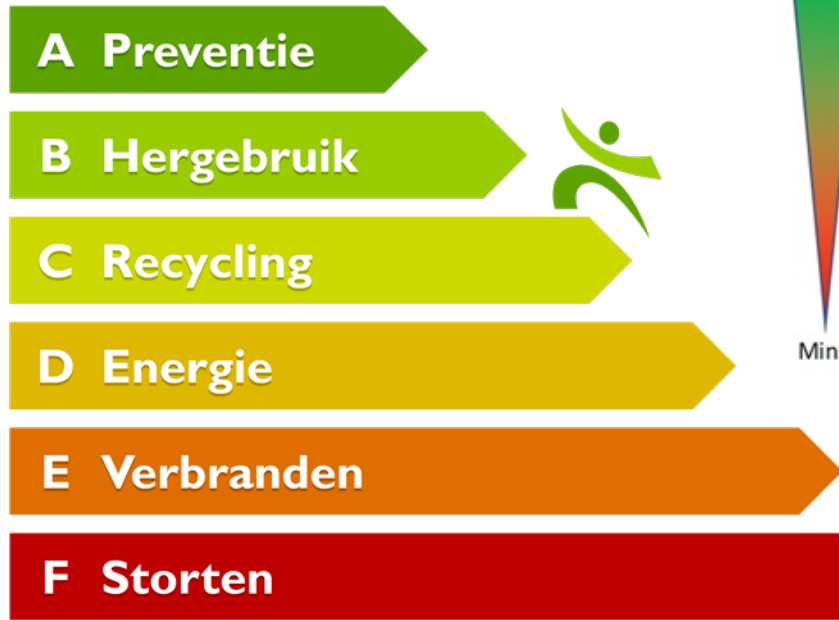 A Preventie
B Hergebruik
C Recycling
D Energie
E Verbranden
F Storten
Min